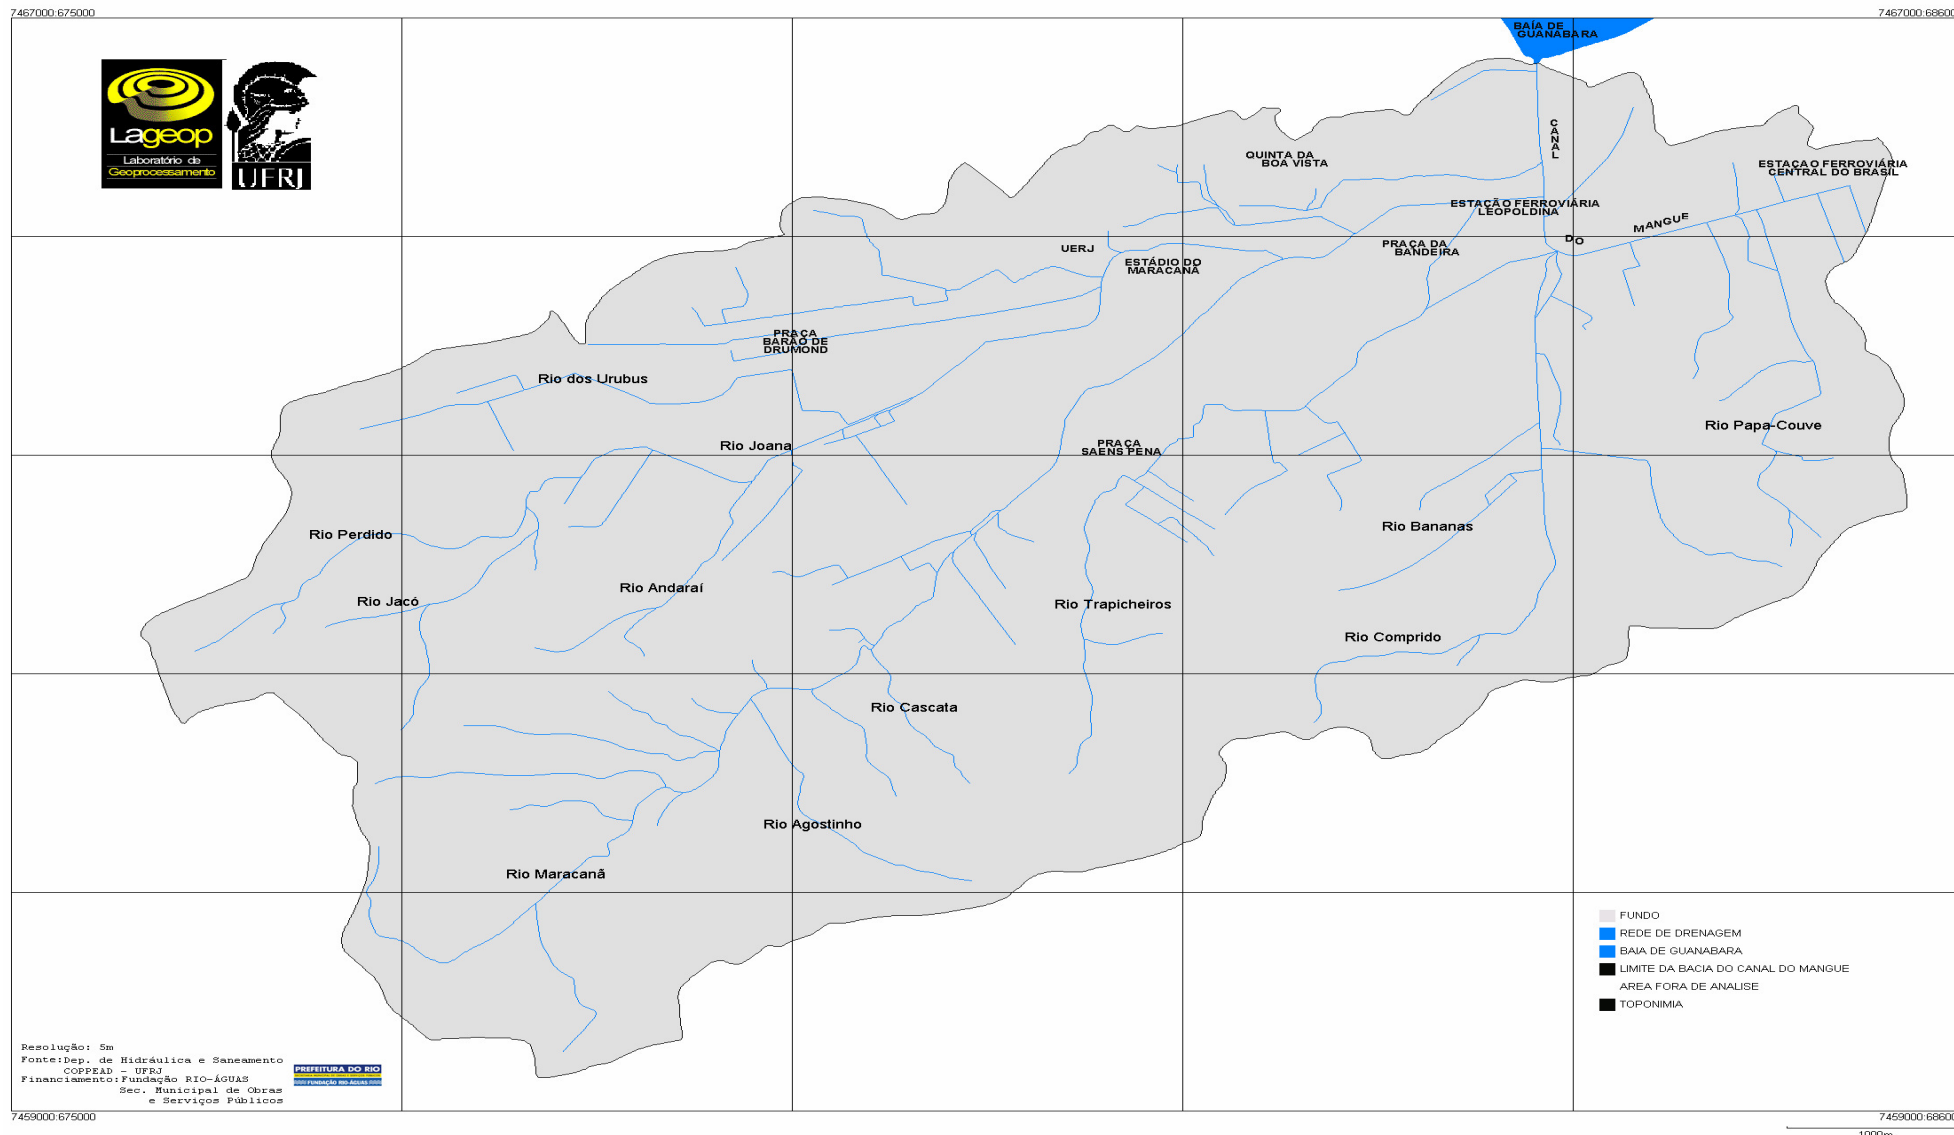 7467000:675000
7467000:6860
BAÍA DE
GUANABARA
Lageop
Laboratório de
Geoprocessamento
UFRJ
CANAL
QUINTA DA
BOA VISTA
ESTAÇAO FERROVIÁRIA
CENTRAL DO BRASIL
ESTAÇÃO FERROVIÁRIA
LEOPOLDINA
MANGUE
DO
UERJ
PRAÇA DA
BANDEIRA
ESTÁDIO DO
MARACANÃ
PRAÇA
BARÃO DE
DRUMOND
Rio dos Urubus
Rio Papa-Couve
Rio Joana
PRAÇA
SAENS PENA
Rio Bananas
Rio Perdido
Rio Andaraí
Rio Jacó
Rio Trapicheiros
Rio Comprido
Rio Cascata
Rio Agostinho
Rio Maracanã
FUNDO
REDE DE DRENAGEM
BAIA DE GUANABARA
LIMITE DA BACIA DO CANAL DO MANGUE
AREA FORA DE ANALISE
TOPONIMIA
Resolução: 5m
Fonte:Dep. de Hidráulica e Saneamento
COPPEAD - UFRJ
Financiamento:Fundação RIO-ÁGUAS
Sec. Municipal de Obras
e Serviços Públicos
PREFEITURA DO RIO
FUNDAÇÃO RIO-ÁGUAS
7459000:675000
7459000:6860
1000m